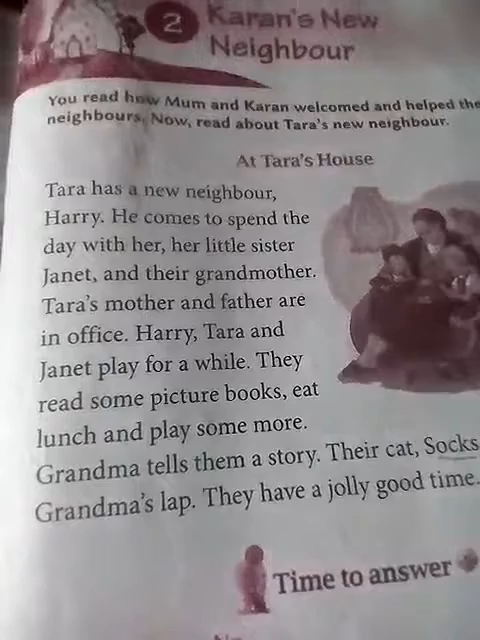 2
Karan's New
Neighbour
You read how Mum and Karan welcomed and helped the
neighbours. Now, read about Tara's new neighbour.
At Tara's House
Tara has a new neighbour,
Harry. He comes to spend the
day with her, her little sister
Janet, and their grandmother.
Tara's mother and father are
in office. Harry, Tara and
Janet play for a while. They
read some picture books, eat
lunch and play some more.
Grandma tells them a story. Their cat, Socks
Grandma's lap. They have a jolly good time.
Time to answer